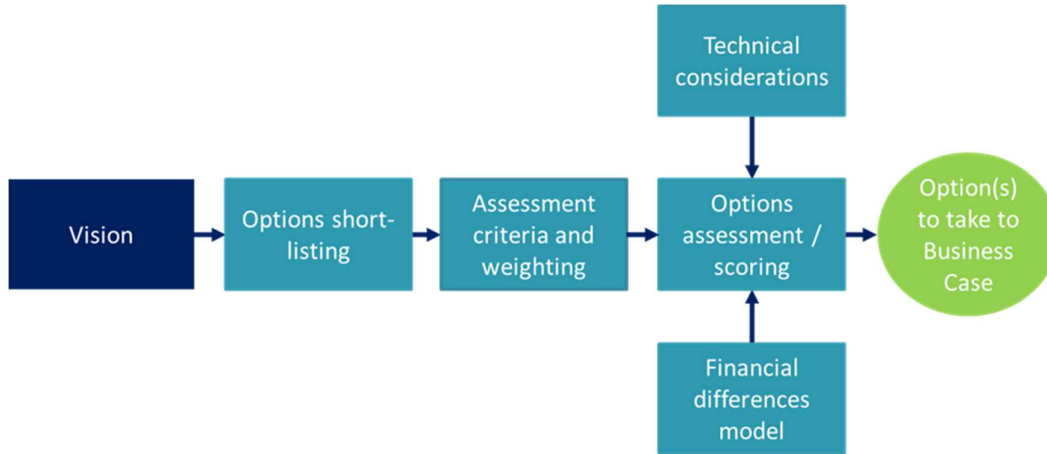 Technical
considerations
Vision
Options short-
listing
Assessment
criteria and
weighting
Options
assessment /
scoring
Option(s)
to take to
Business
Case
Financial
differences
model